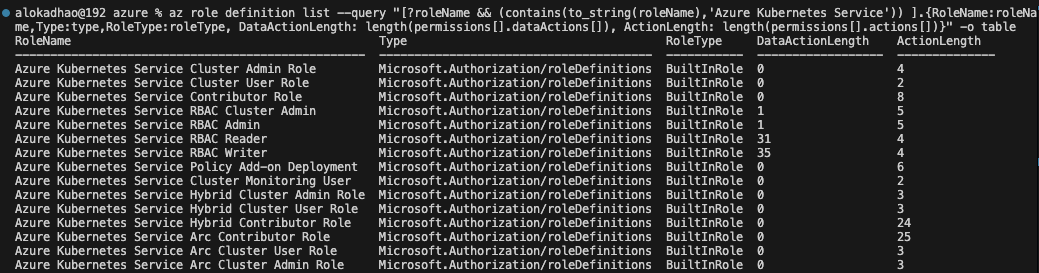 alokadhao@192 azure % az role definition list --query "[?roleName && (contains(to_string(roleName),'Azure Kubernetes Service')) ].{RoleName:roleNa
me,Type:type,RoleType:roleType, DataActionLength: length(permissions[].dataActions[]), ActionLength: length(permissions[].actions[])}" -o table
RoleName Type RoleType DataActionLength ActionLength
Azure Kubernetes Service Cluster Admin Role Microsoft.Authorization/roleDefinitions BuiltInRole 0 4
Azure Kubernetes Service Cluster User Role Microsoft.Authorization/roleDefinitions BuiltInRole 0 2
Azure Kubernetes Service Contributor Role Microsoft.Authorization/roleDefinitions BuiltInRole 0 8
Azure Kubernetes Service RBAC Cluster Admin Microsoft.Authorization/roleDefinitions BuiltInRole 1 5
Azure Kubernetes Service RBAC Admin Microsoft.Authorization/roleDefinitions BuiltInRole 1 5
Azure Kubernetes Service RBAC Reader Microsoft.Authorization/roleDefinitions BuiltInRole 31 4
Azure Kubernetes Service RBAC Writer Microsoft.Authorization/roleDefinitions BuiltInRole 35 4
Azure Kubernetes Service Policy Add-on Deployment Microsoft.Authorization/roleDefinitions BuiltInRole 0 6
Azure Kubernetes Service Cluster Monitoring User Microsoft.Authorization/roleDefinitions BuiltInRole 0 2
Azure Kubernetes Service Hybrid Cluster Admin Role Microsoft.Authorization/roleDefinitions BuiltInRole 0 3
Azure Kubernetes Service Hybrid Cluster User Role Microsoft.Authorization/roleDefinitions BuiltInRole 0 3
Azure Kubernetes Service Hybrid Contributor Role Microsoft.Authorization/roleDefinitions BuiltInRole 0 24
Azure Kubernetes Service Arc Contributor Role Microsoft.Authorization/roleDefinitions BuiltInRole 0 25
Azure Kubernetes Service Arc Cluster User Role Microsoft.Authorization/roleDefinitions BuiltInRole 0 3
Azure Kubernetes Service Arc Cluster Admin Role Microsoft.Authorization/roleDefinitions BuiltInRole 0 3